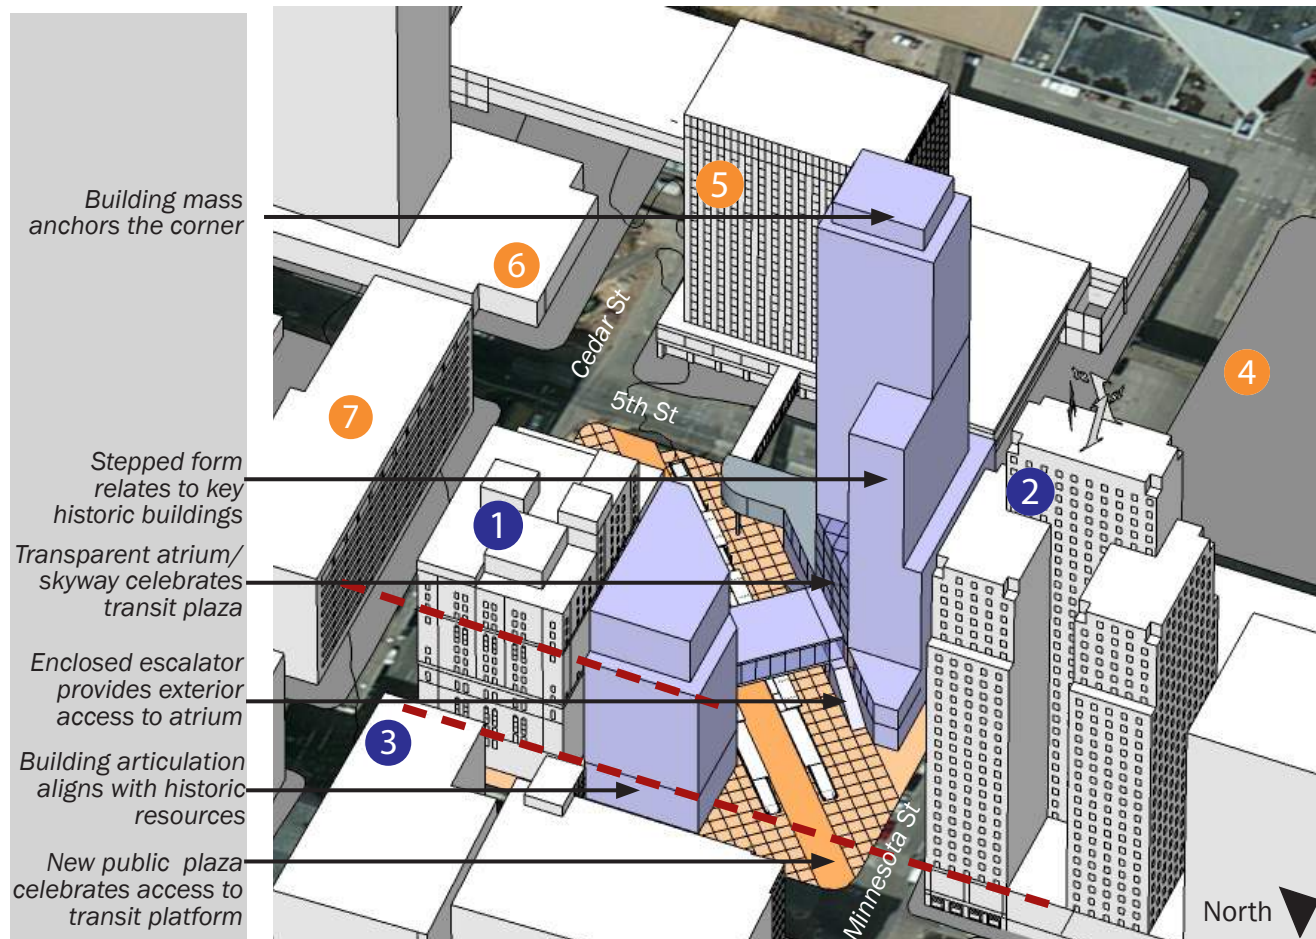 Building mass
anchors the corner
Stepped form
relates to key
historic buildings
Transparent atrium/
skyway celebrates
transit plaza
Enclosed escalator
provides exterior
access to atrium
Building articulation
aligns with historic
resources
New public plaza
celebrates access to
transit platform
5
6
Cedar St
4
7
5th St
2
1
3
Minnesota St
North